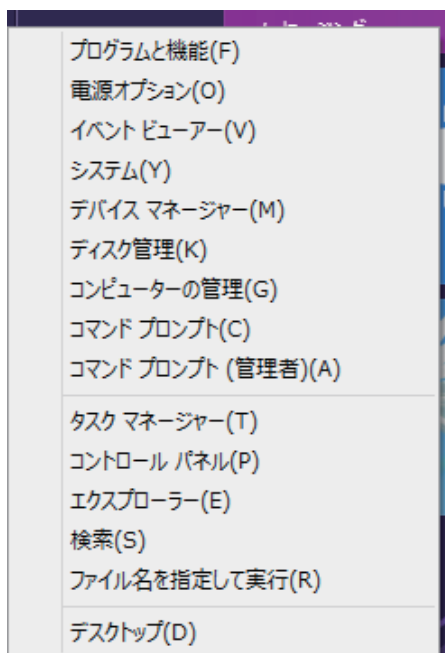 プログラムと機能(F)
電源オプション(O)
イベント ビューアー(V)
システム(Y)
デバイス マネージャー(M)
ディスク管理(K)
コンピューターの管理(G)
コマンド プロンプト(C)
コマンド プロンプト (管理者)(A)
タスク マネージャー(T)
コントロール パネル(P)
エクスプローラー(E)
検索(S)
ファイル名を指定して実行(R)
デスクトップ(D)